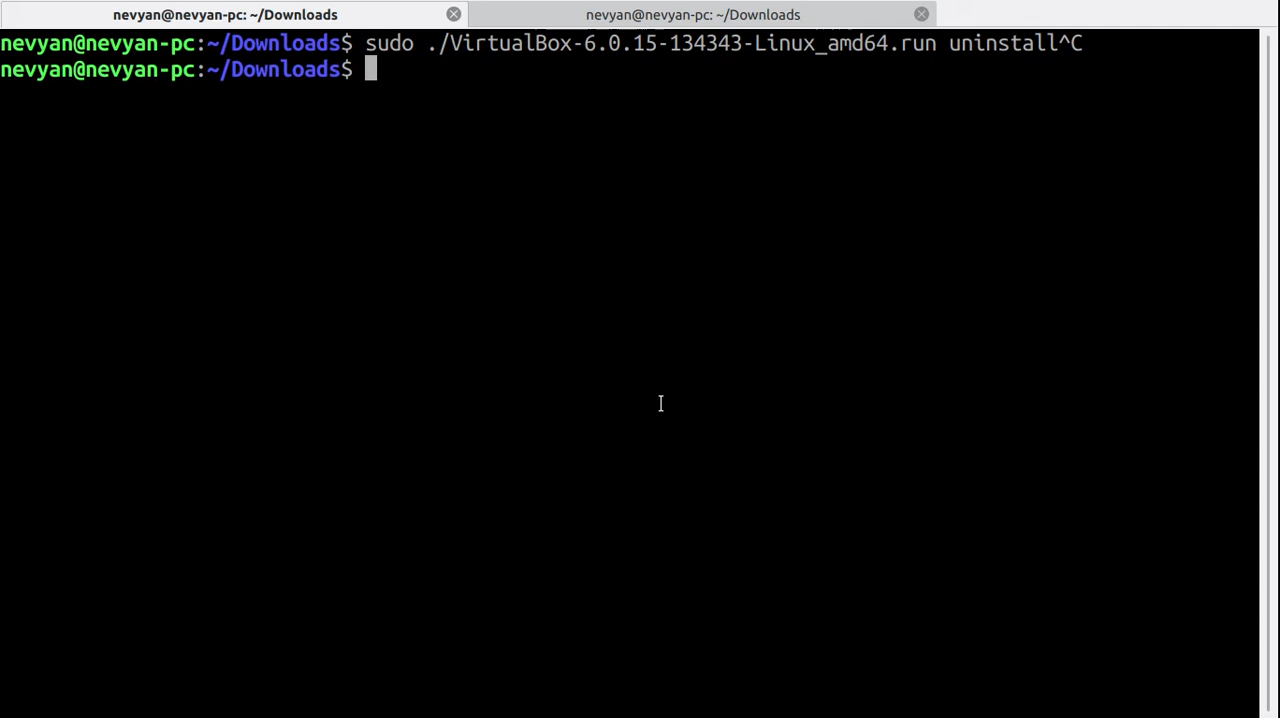 nevyan@nevyan-pc: ~/Downloads nevyan@nevyan-pc: ~/Downloads
nevyan@nevyan-pc:~/Downloads$ sudo ./VirtualBox-6.0.15-134343-Linux_amd64.run uninstall^C
nevyan@nevyan-pc:~/Downloads$